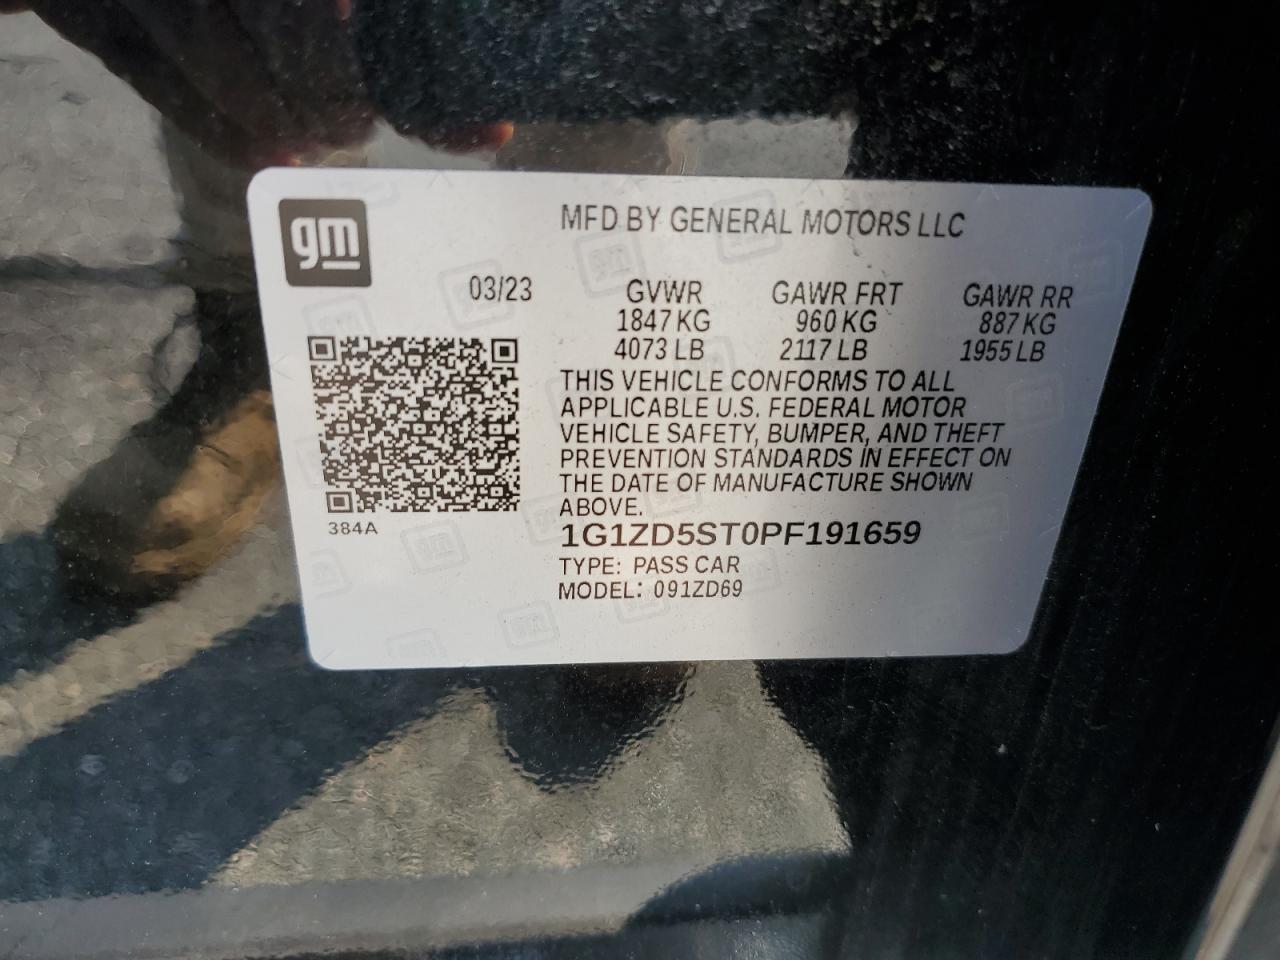 gm
MFD BY GENERAL MOTORS LLC
03/23 GVWR GAWR FRT GAWR RR
1847 KG 960 KG 887 KG
4073 LB 2117 LB 1955 LB
THIS VEHICLE CONFORMS TO ALL
APPLICABLE U.S. FEDERAL MOTOR
VEHICLE SAFETY, BUMPER, AND THEFT
PREVENTION STANDARDS IN EFFECT ON
THE DATE OF MANUFACTURE SHOWN
ABOVE.
384A
1G1ZD5ST0PF191659
TYPE: PASS CAR
MODEL: 091ZD69